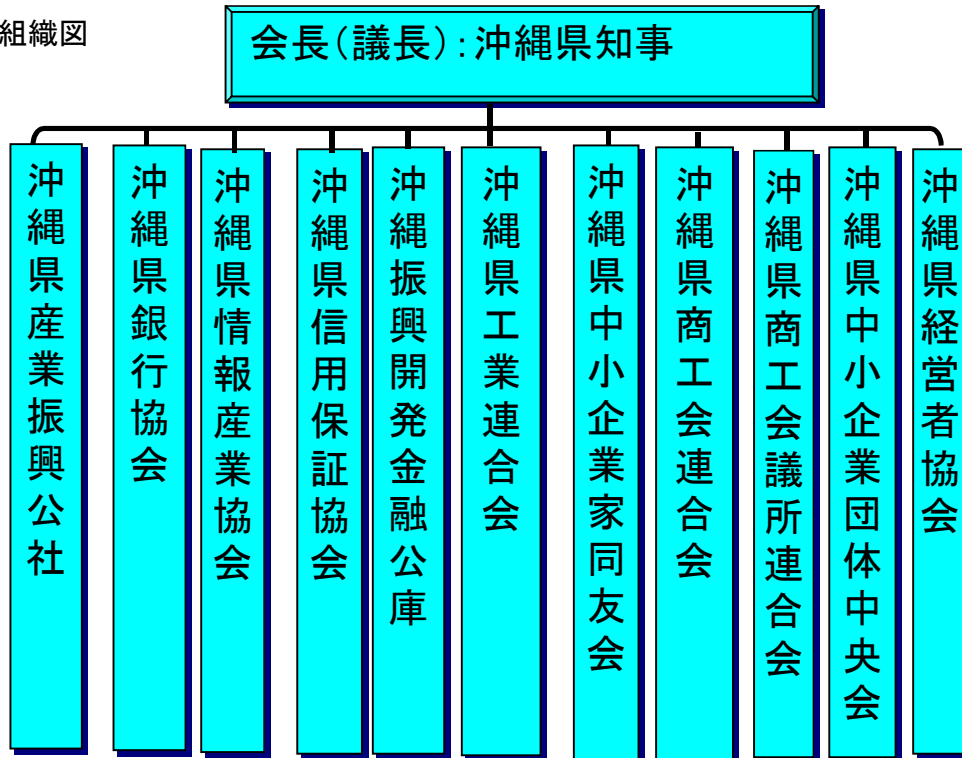 組織図
会長(議長):沖縄県知事
沖縄県産業振興公社
沖縄県銀行協会
沖縄県情報産業協会
沖縄県信用保証協会
沖縄振興開発金融公庫
沖縄県工業連合会
沖縄県中小企業家同友会
沖縄県商工会連合会
沖縄県商工会議所連合会
沖縄県中小企業団体中央会
沖縄県経営者協会